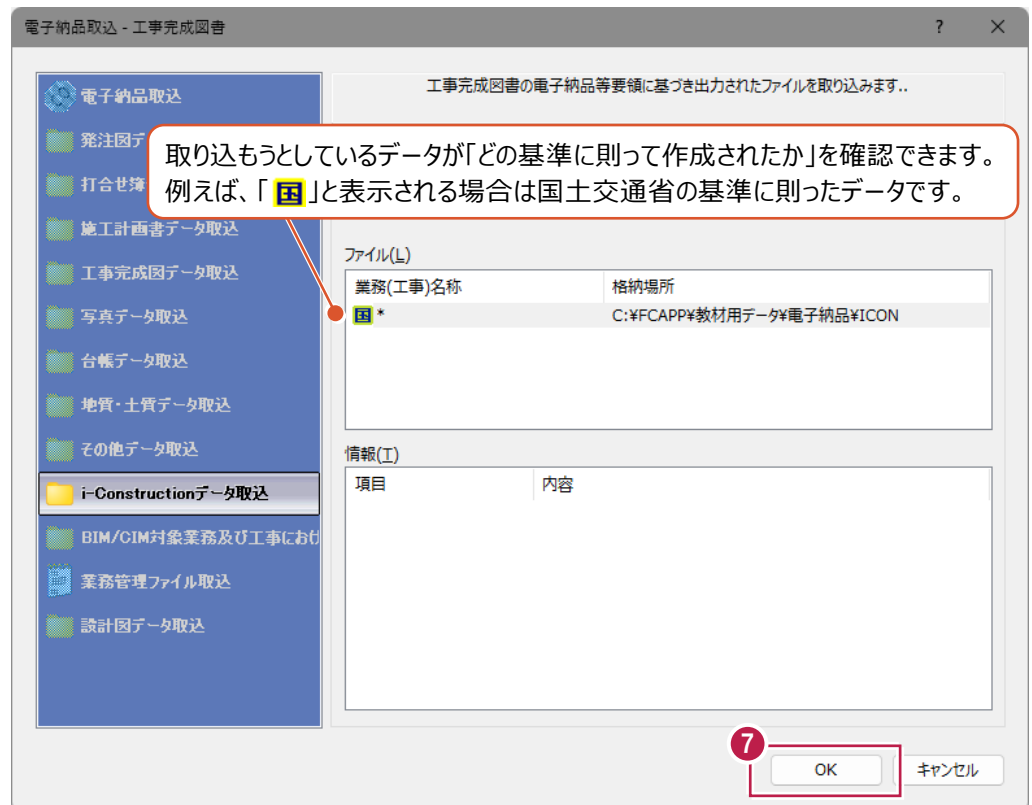 電子納品取込 - 工事完成図書
電子納品取込
工事完成図書の電子納品等要領に基づき出力されたファイルを取り込みます..
発注図デ
取り込もうとしているデータが「どの基準に則って作成されたか」を確認できます。
例えば、「国」と表示される場合は国土交通省の基準に則ったデータです。
打合せ簿
施工計画書データ取込
工事完成図データ取込
写真データ取込
台帳データ取込
地質・土質データ取込
その他データ取込
i-Constructionデータ取込
BIM/CIM対象業務及び工事におけ
業務管理ファイル取込
設計図データ取込
ファイル(L)
業務(工事)名称 格納場所
国 * C:¥FCAPP¥教材用データ¥電子納品¥ICON
情報(T)
項目 内容
7
OK キャンセル